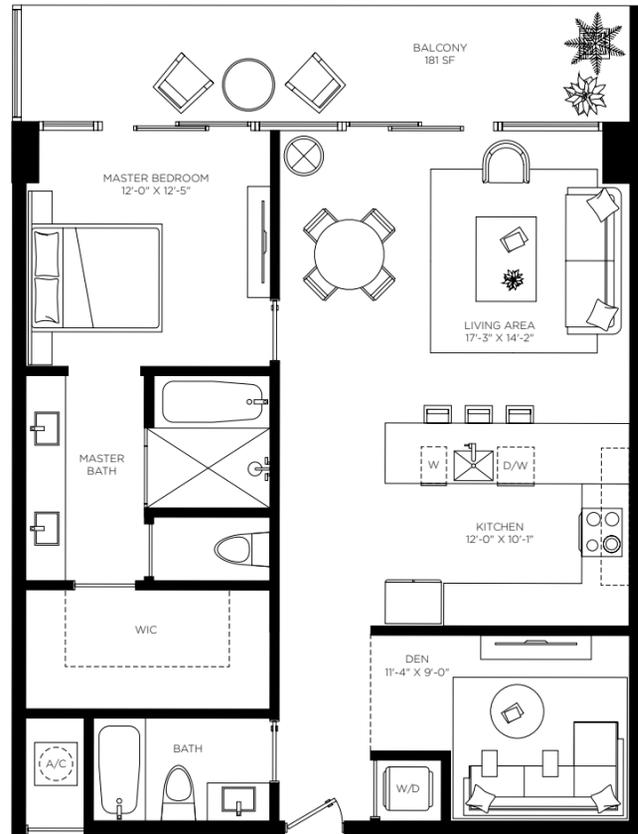 BALCONY
181 SF
MASTER BEDROOM
12'-0" X 12'-5"
LIVING AREA
17'-3" X 14'-2"
MASTER
BATH
W
D/W
KITCHEN
12'-0" X 10'-1"
WIC
DEN
11'-4" X 9'-0"
BATH
A/C
W/D